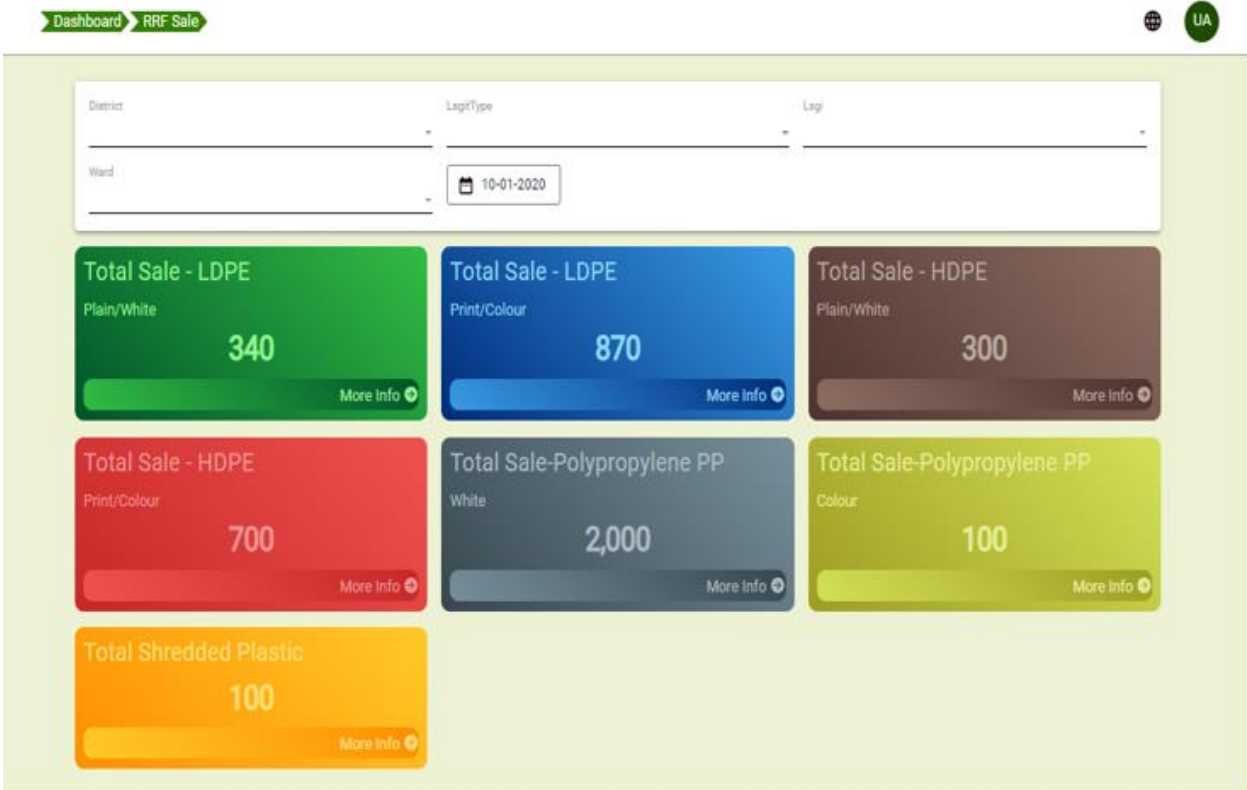 Dashboard RRF Sale UA
District LagitType Lagi
Ward
10-01-2020
Total Sale - LDPE Total Sale - LDPE Total Sale - HDPE
Plain/White Print/Colour Plain/White
340 870 300
More Info More Info More Info
Total Sale - HDPE Total Sale-Polypropylene PP Total Sale-Polypropylene PP
Print/Colour White Colour
700 2,000 100
More Info More Info More Info
Total Shredded Plastic
100
More Info